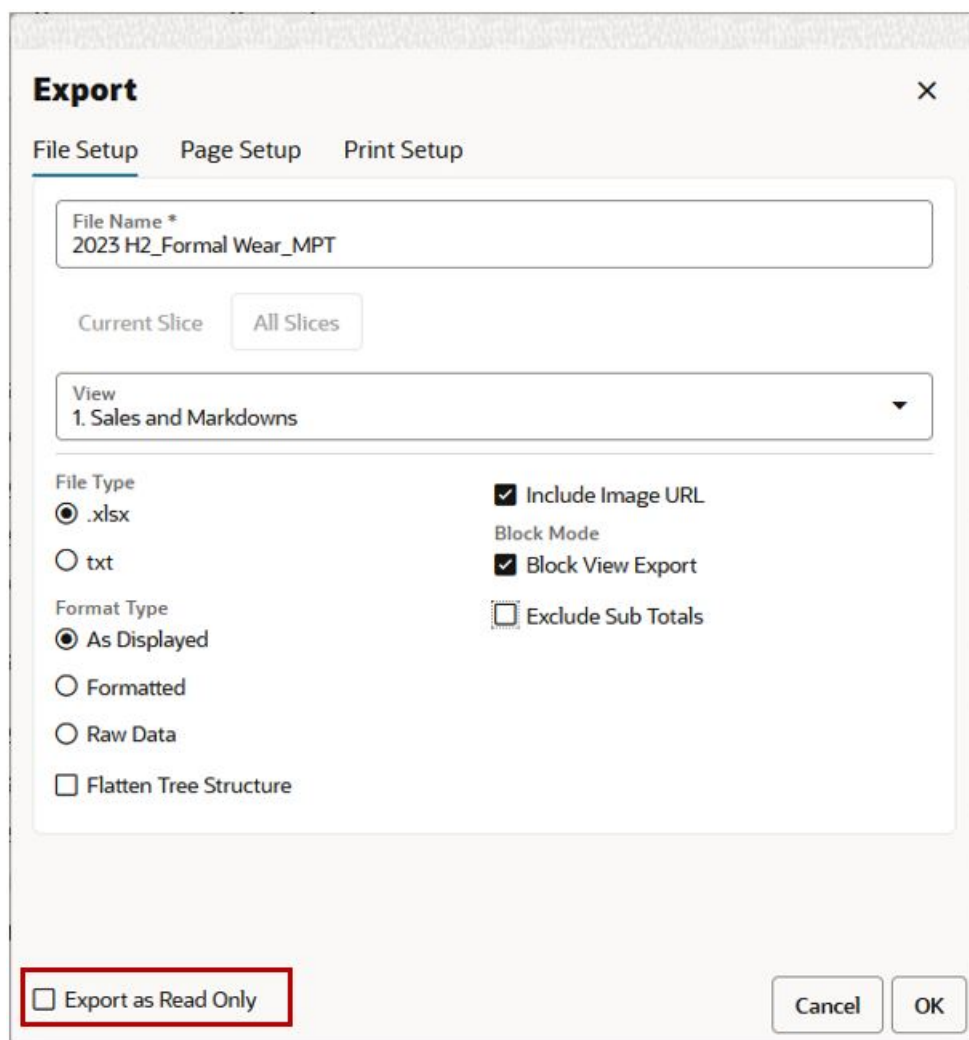 Export
File Setup Page Setup Print Setup
File Name *
2023 H2_Formal Wear_MPT
Current Slice All Slices
View
1. Sales and Markdowns
File Type
.xlsx
txt
Format Type
As Displayed
Formatted
Raw Data
Flatten Tree Structure
Include Image URL
Block Mode
Block View Export
Exclude Sub Totals
Export as Read Only
Cancel OK